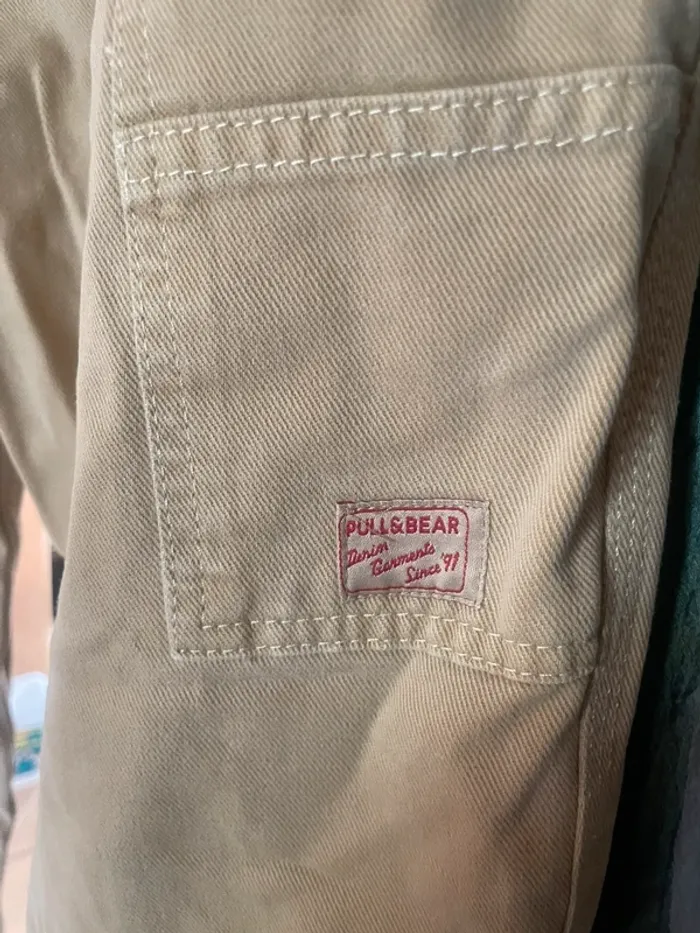 PULL&BEAR
Denim
Garments
Since '91